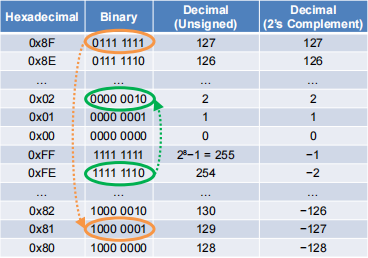 Hexadecimal Binary Decimal (Unsigned) Decimal (2's Complement)
0x8F 0111 1111 127 127
0x8E 0111 1110 126 126
... ... ... ...
0x02 0000 0010 2 2
0x01 0000 0001 1 1
0x00 0000 0000 0 0
0xFF 1111 1111 2⁸−1 = 255 −1
0xFE 1111 1110 254 −2
... ... ... ...
0x82 1000 0010 130 −126
0x81 1000 0001 129 −127
0x80 1000 0000 128 −128